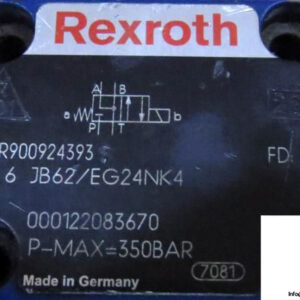 Rexroth
A B
a b
P T
R900924393 FD
6 JB62/EG24NK4
000122083670
P-MAX=350BAR
7081
Made in Germany